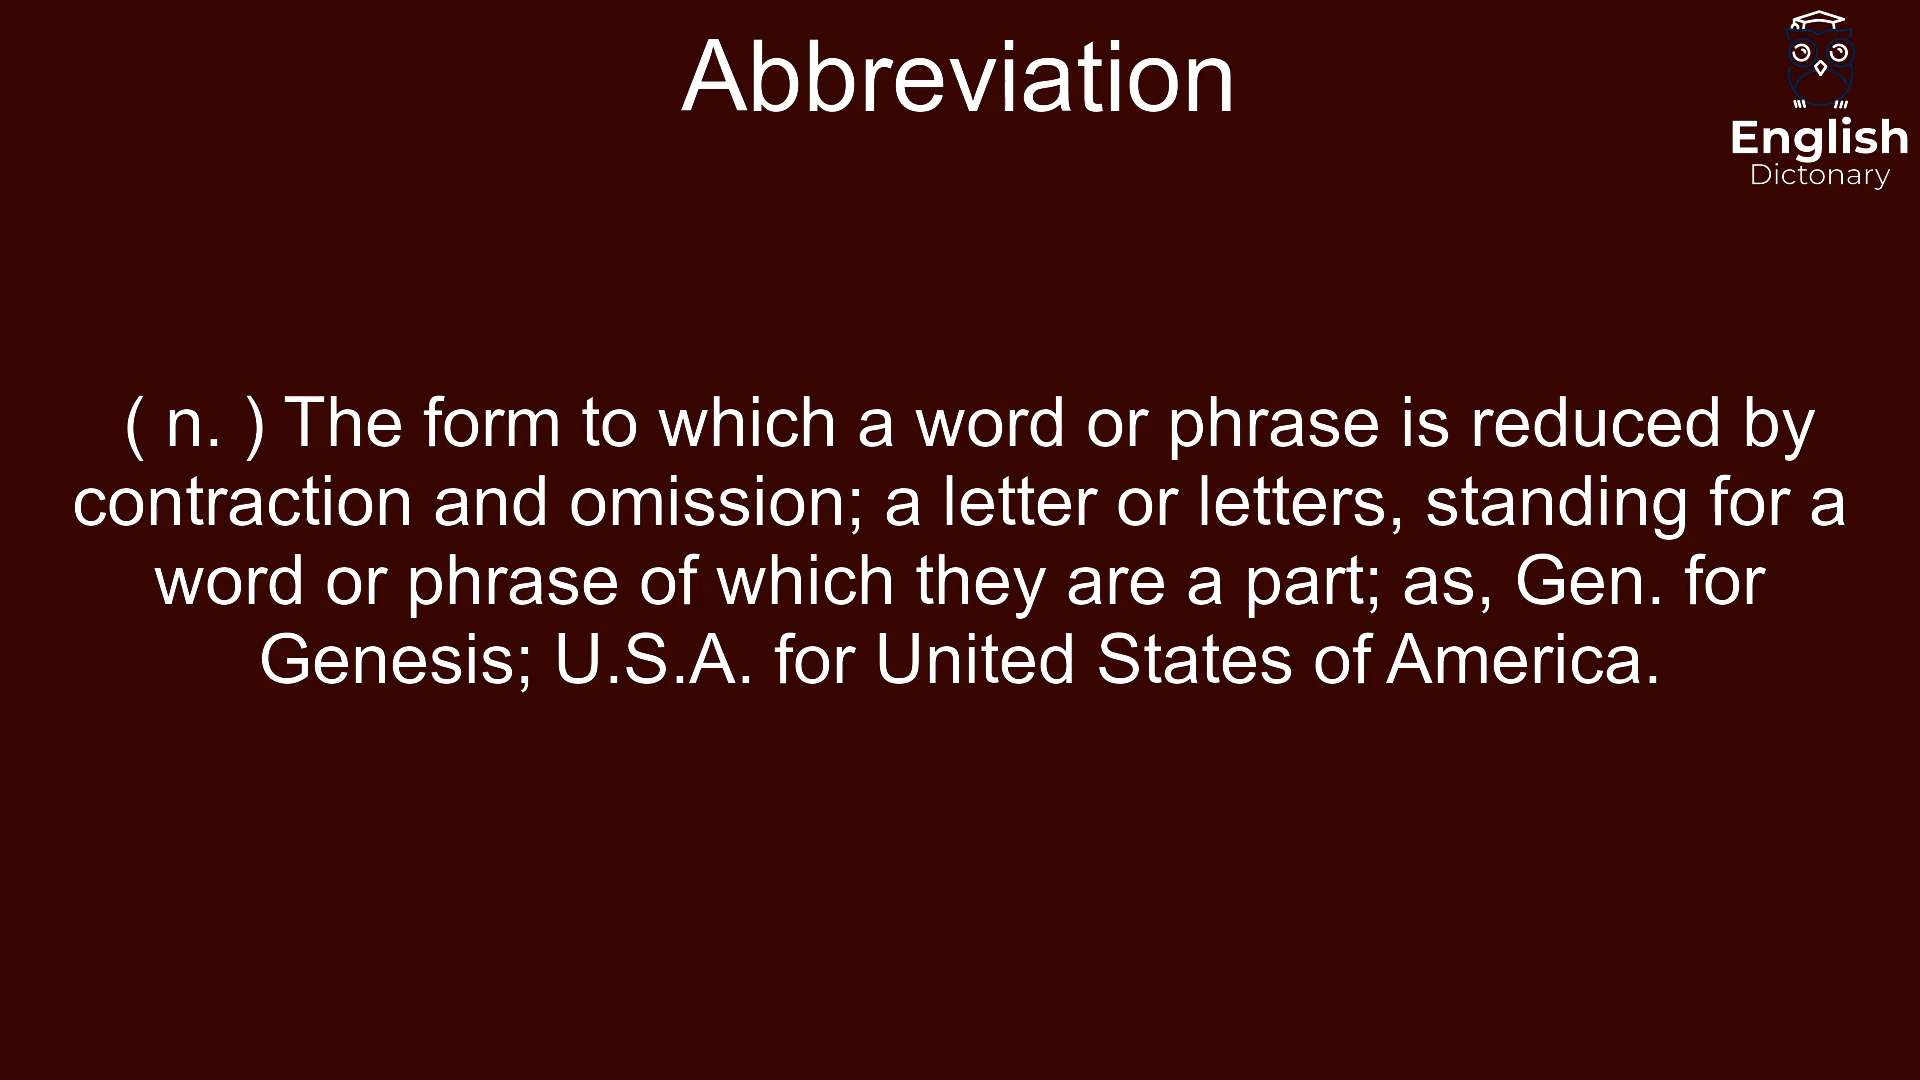 Abbreviation
English
Dictonary
( n. ) The form to which a word or phrase is reduced by
contraction and omission; a letter or letters, standing for a
word or phrase of which they are a part; as, Gen. for
Genesis; U.S.A. for United States of America.